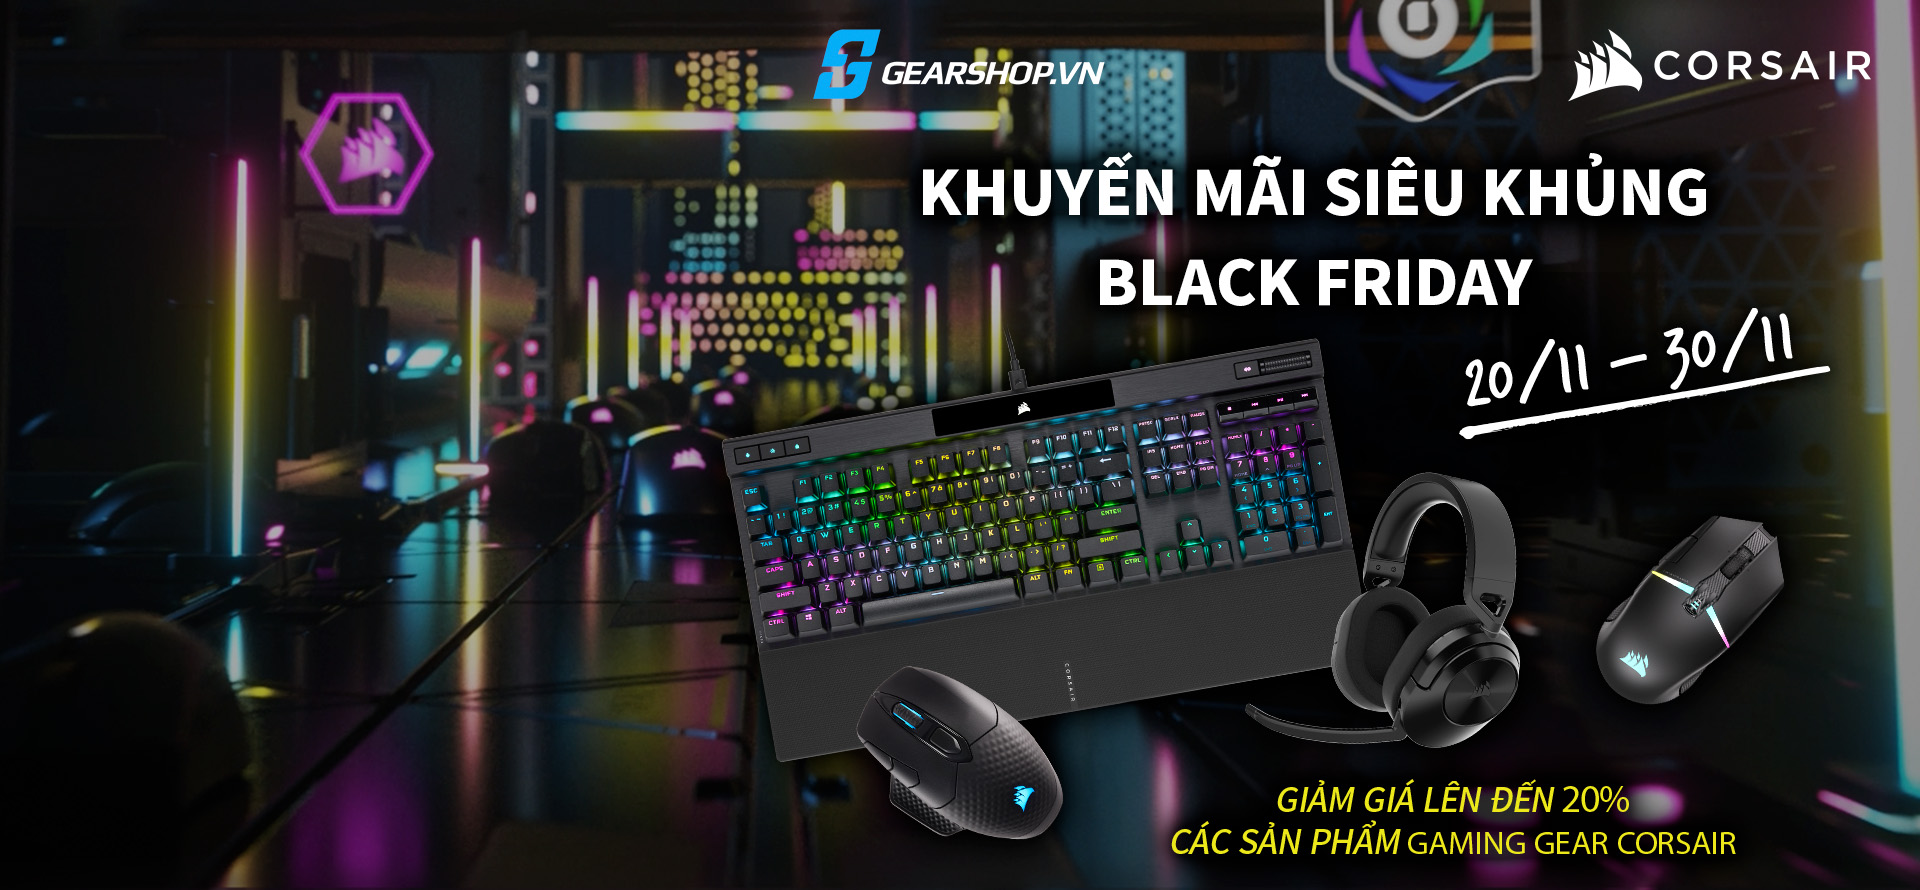 GEARSHOP.VN
CORSAIR
KHUYẾN MÃI SIÊU KHỦNG
BLACK FRIDAY
20/11 – 30/11
CORSAIR
GIẢM GIÁ LÊN ĐẾN 20%
CÁC SẢN PHẨM GAMING GEAR CORSAIR